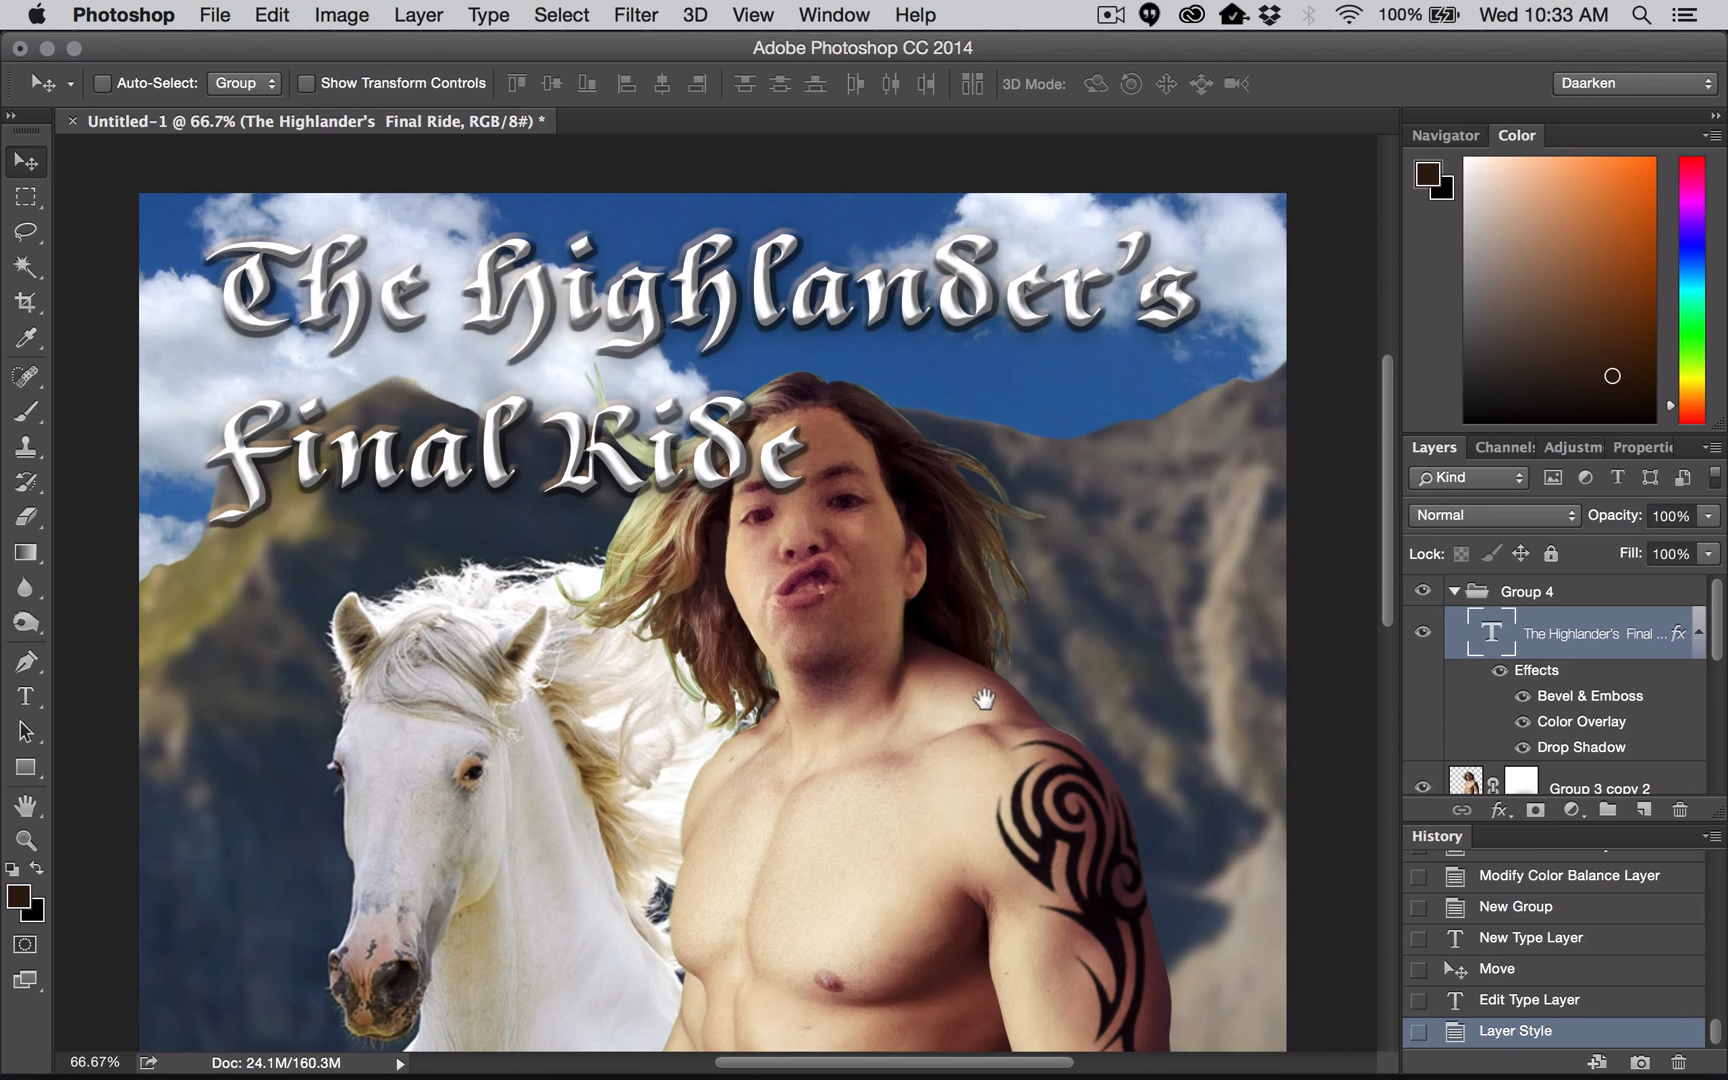 Photoshop File Edit Image Layer Type Select Filter 3D View Window Help 100% Wed 10:33 AM
Adobe Photoshop CC 2014
Auto-Select: Group Show Transform Controls 3D Mode: Daarken
× Untitled-1 @ 66.7% (The Highlander's Final Ride, RGB/8#) *
Navigator Color
The Highlander's
Final Ride
Layers Channels Adjustm Properti
Kind
Normal Opacity: 100%
Lock: Fill: 100%
Group 4
The Highlander's Final ... fx
Effects
Bevel & Emboss
Color Overlay
Drop Shadow
Group 3 copy 2
fx
History
Modify Color Balance Layer
New Group
New Type Layer
Move
Edit Type Layer
Layer Style
66.67% Doc: 24.1M/160.3M